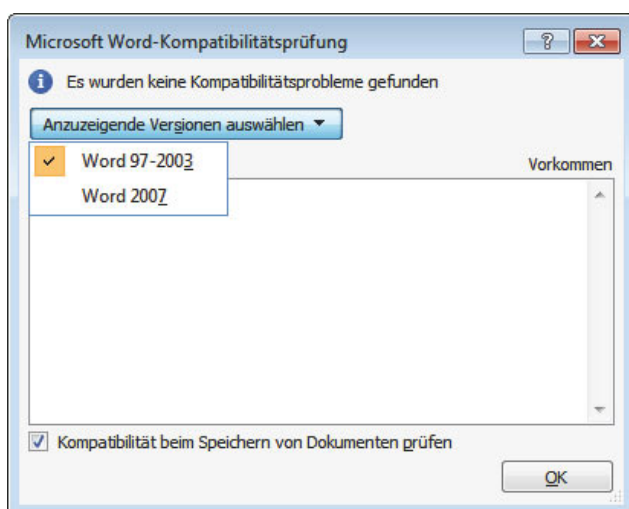 Microsoft Word-Kompatibilitätsprüfung
Es wurden keine Kompatibilitätsprobleme gefunden
Anzuzeigende Versionen auswählen
Word 97-2003
Vorkommen
Word 2007
Kompatibilität beim Speichern von Dokumenten prüfen
OK